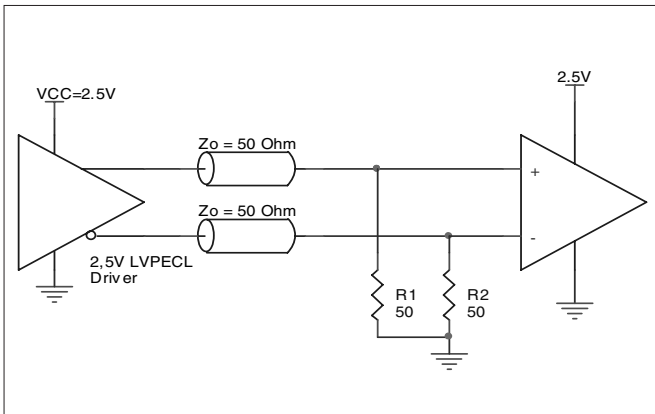 VCC=2.5V
2.5V
Zo = 50 Ohm
+
Zo = 50 Ohm
-
2,5V LVPECL
Driver
R1
50
R2
50